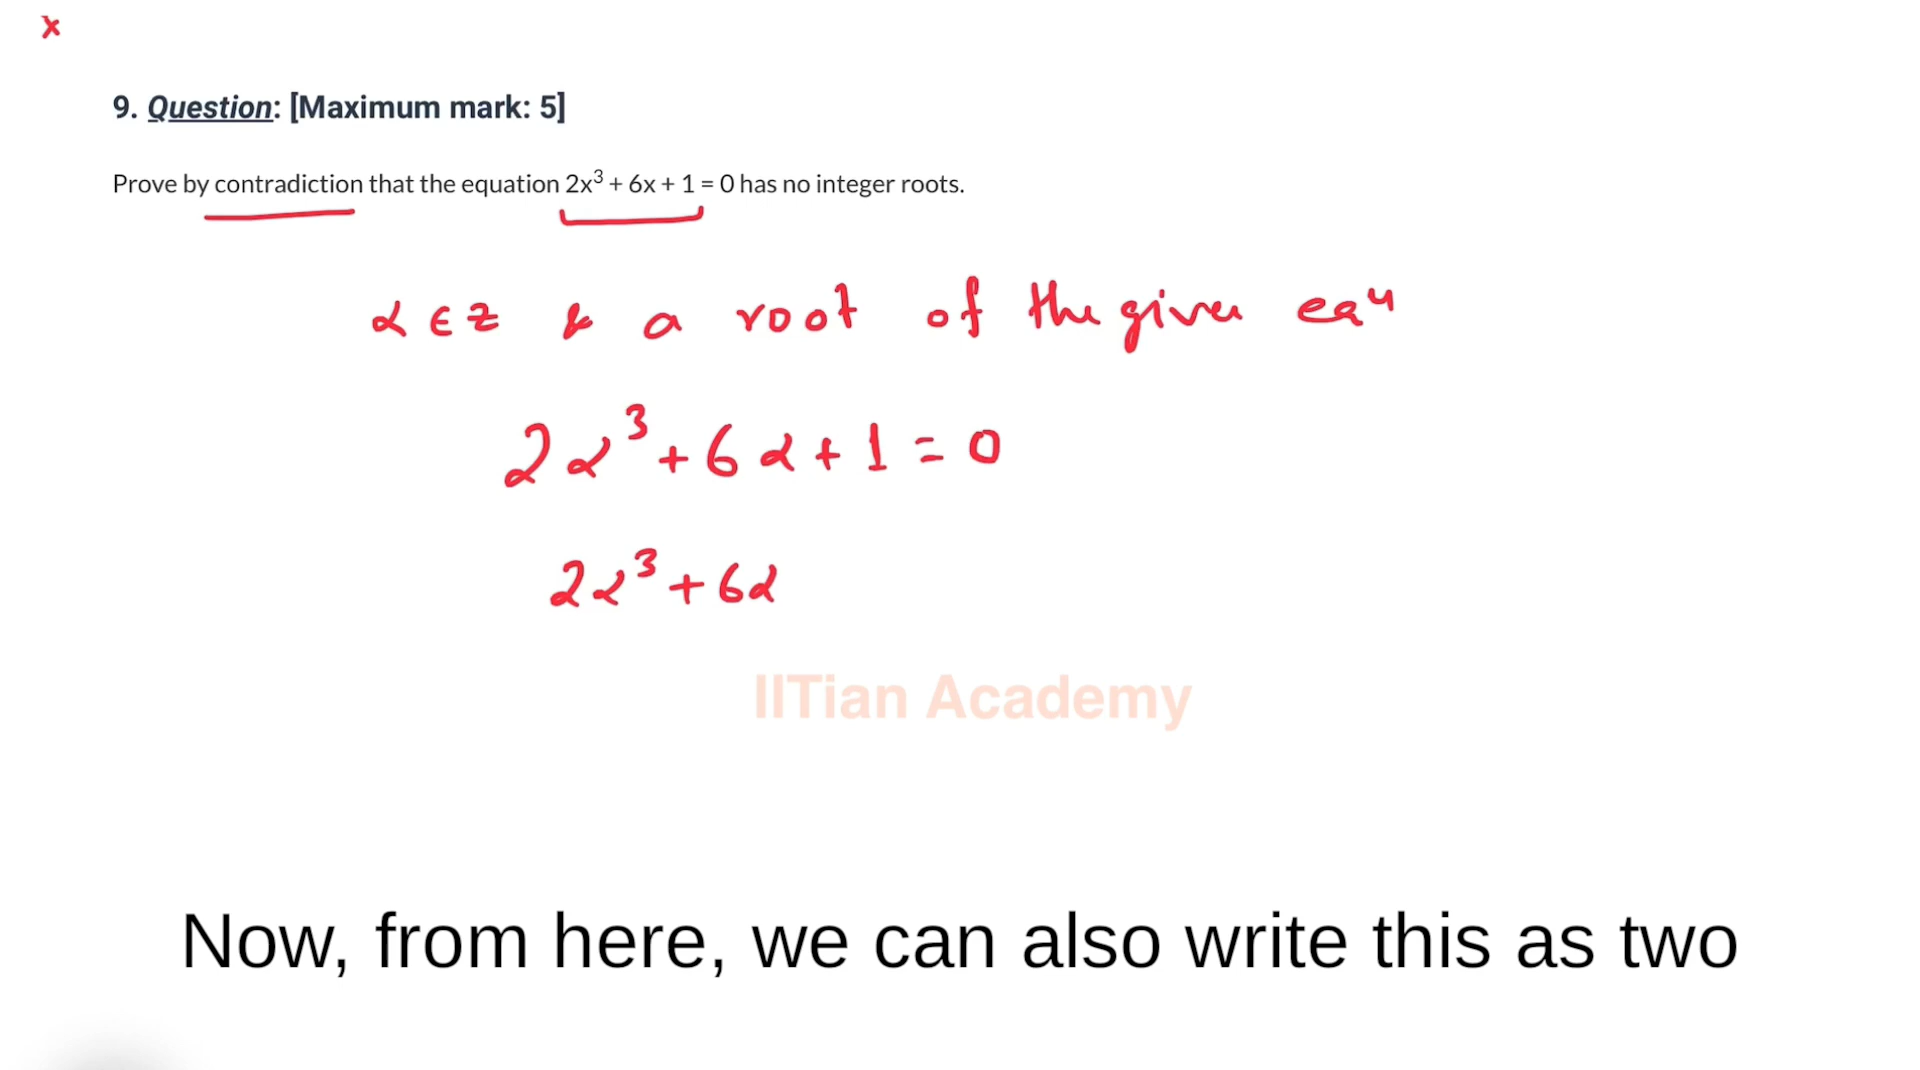 x
9. Question: [Maximum mark: 5]
Prove by contradiction that the equation 2x³ + 6x + 1 = 0 has no integer roots.
α ∈ z & a root of the given eqⁿ
2α³ + 6α + 1 = 0
2α³ + 6α
IITian Academy
Now, from here, we can also write this as two